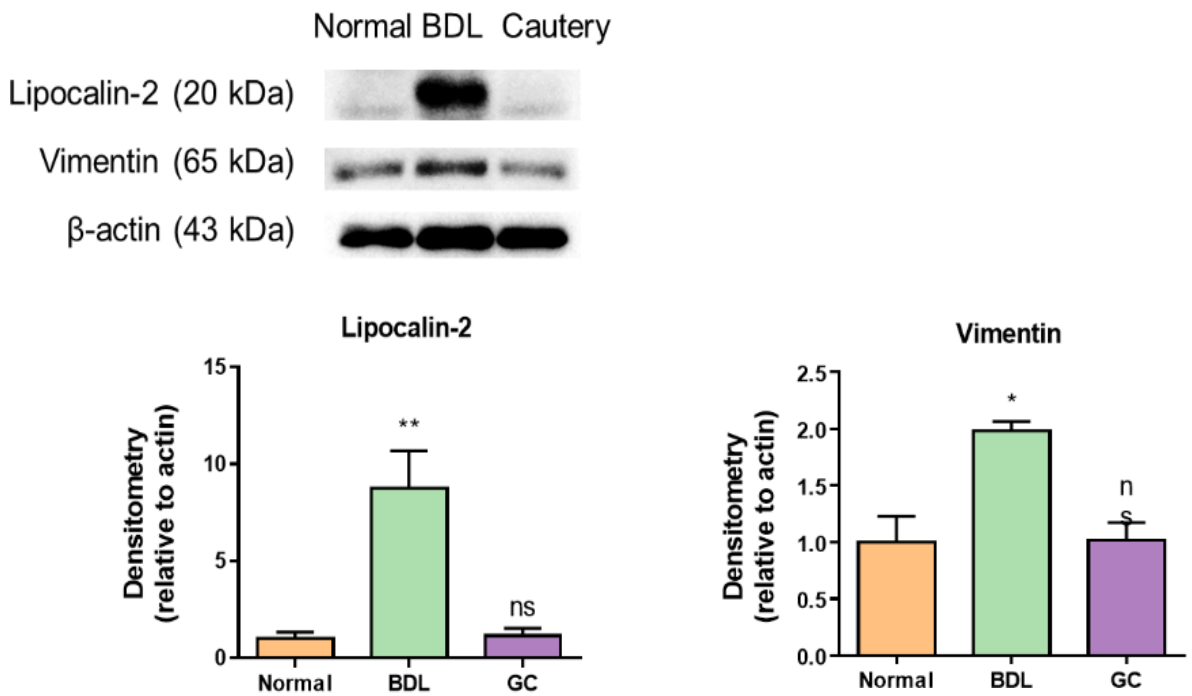 Normal BDL Cautery
Lipocalin-2 (20 kDa)
Vimentin (65 kDa)
β-actin (43 kDa)
Lipocalin-2
Densitometry
(relative to actin)
15
10
5
0
**
ns
Normal BDL GC
Vimentin
Densitometry
(relative to actin)
2.5
2.0
1.5
1.0
0.5
0.0
*
n
s
Normal BDL GC